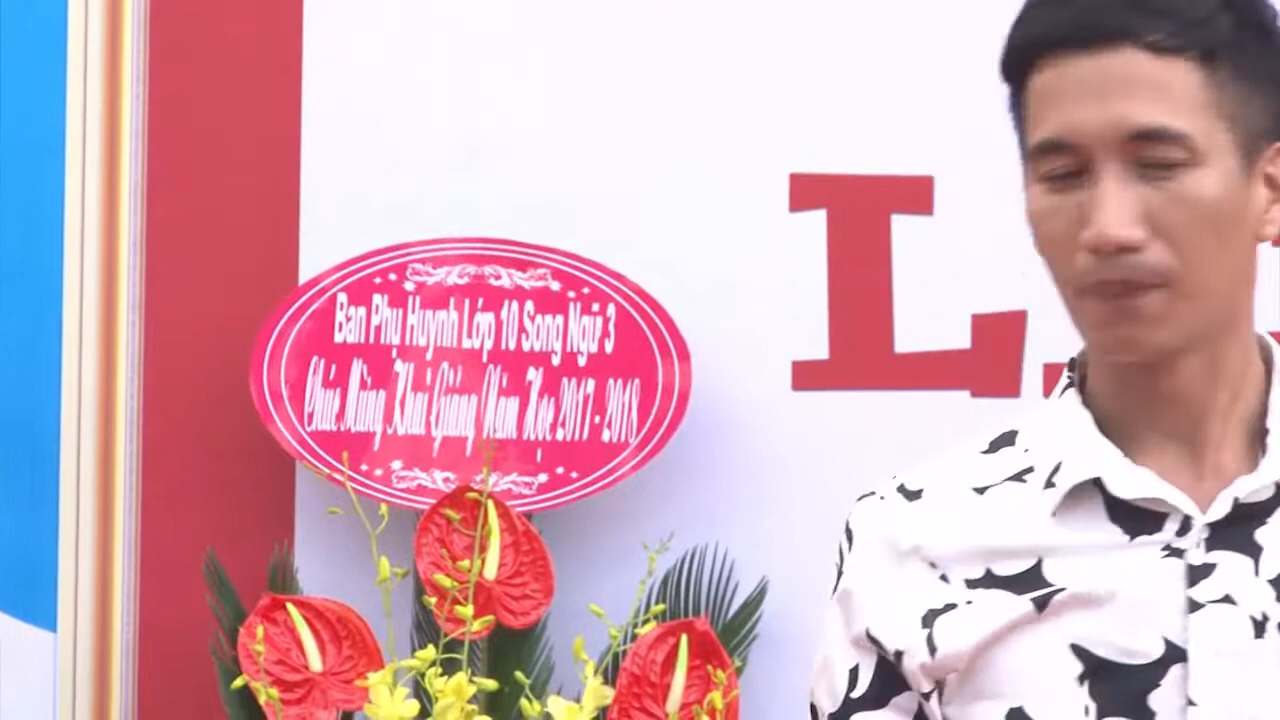 Ban Phụ Huynh Lớp 10 Song Ngữ 3
Chúc Mừng Khai Giảng Năm Học 2017 - 2018
L